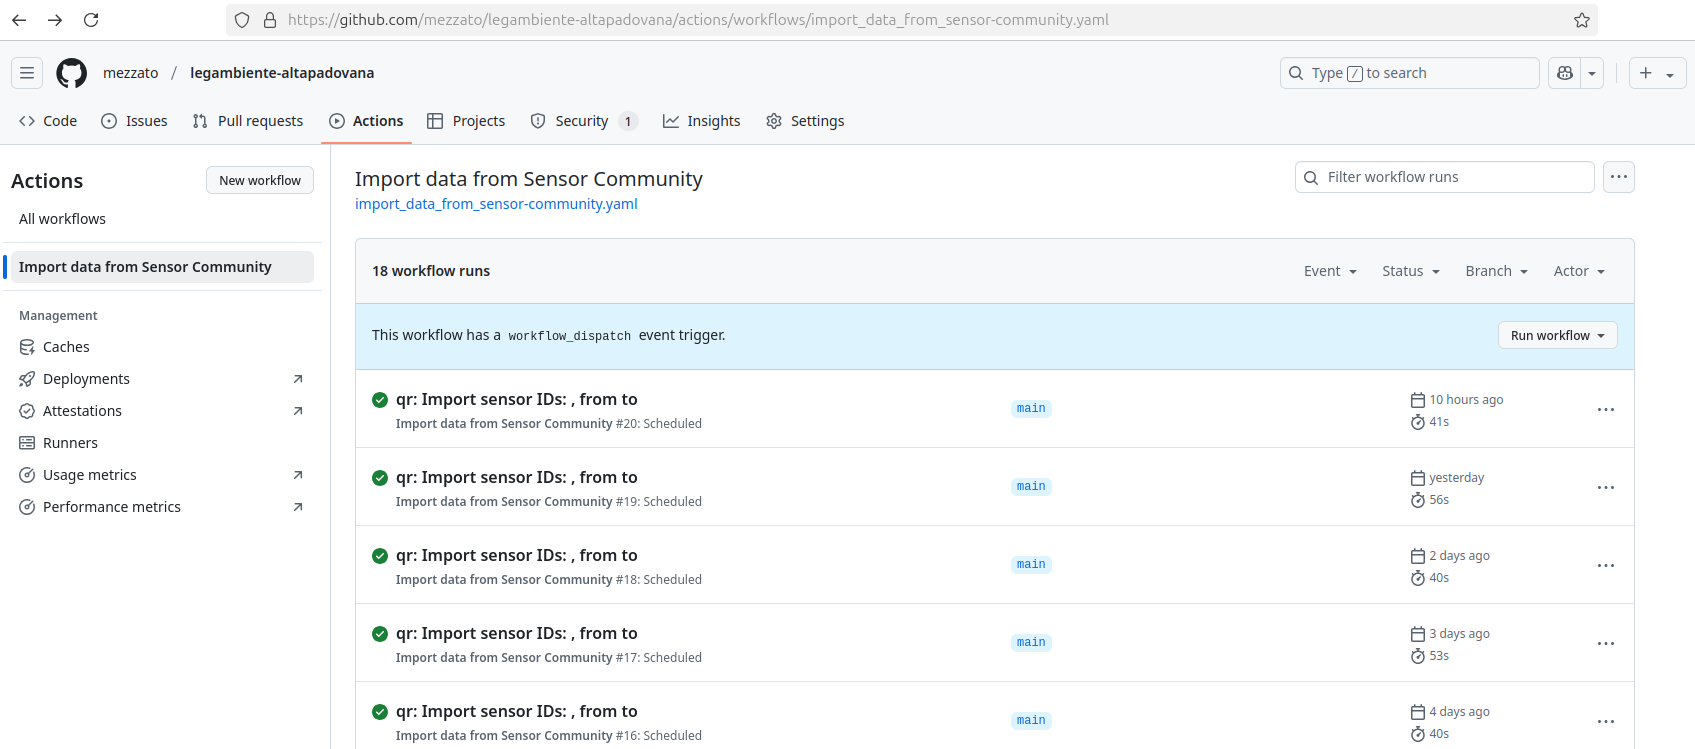 https://github.com/mezzato/legambiente-altapadovana/actions/workflows/import_data_from_sensor-community.yaml
mezzato / legambiente-altapadovana
Type / to search
Code
Issues
Pull requests
Actions
Projects
Security 1
Insights
Settings
Actions
New workflow
All workflows
Import data from Sensor Community
Management
Caches
Deployments
Attestations
Runners
Usage metrics
Performance metrics
Import data from Sensor Community
import_data_from_sensor-community.yaml
Filter workflow runs
18 workflow runs
Event
Status
Branch
Actor
This workflow has a workflow_dispatch event trigger.
Run workflow
qr: Import sensor IDs: , from to
Import data from Sensor Community #20: Scheduled
main
10 hours ago
41s
qr: Import sensor IDs: , from to
Import data from Sensor Community #19: Scheduled
main
yesterday
56s
qr: Import sensor IDs: , from to
Import data from Sensor Community #18: Scheduled
main
2 days ago
40s
qr: Import sensor IDs: , from to
Import data from Sensor Community #17: Scheduled
main
3 days ago
53s
qr: Import sensor IDs: , from to
Import data from Sensor Community #16: Scheduled
main
4 days ago
40s